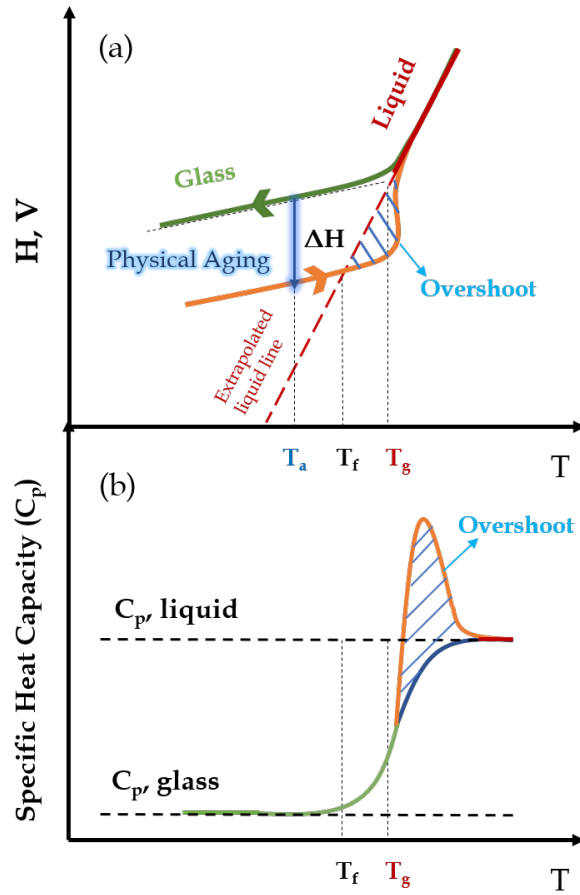 (a)
Liquid
Glass
H, V
ΔH
Physical Aging
Overshoot
Extrapolated
liquid line
Ta
Tf
Tg
T
(b)
Specific Heat Capacity (Cp)
Overshoot
Cp, liquid
Cp, glass
Tf
Tg
T